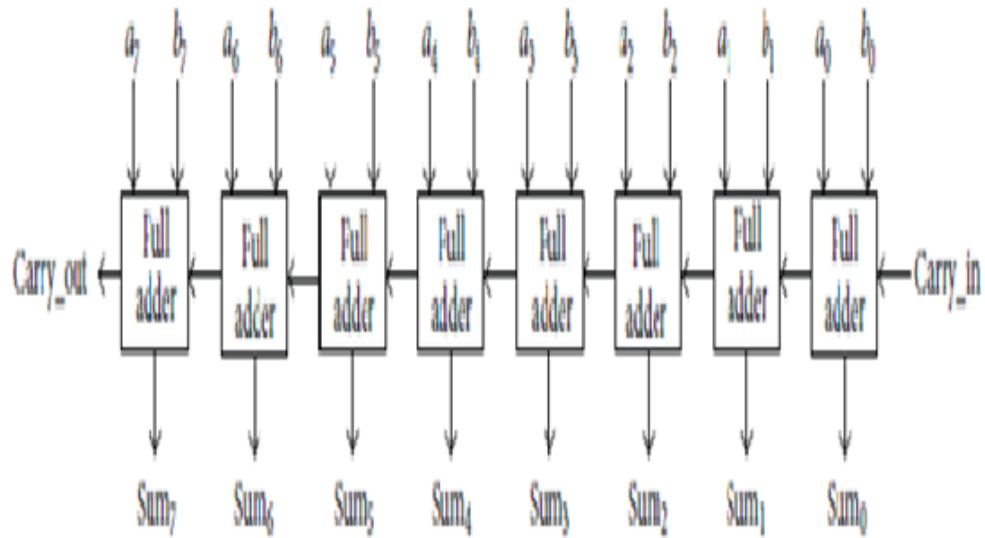 a7 b7 a6 b6 a5 b5 a4 b4 a3 b3 a2 b2 a1 b1 a0 b0
Full Full Full Full Full Full Full Full
adder adder adder adder adder adder adder adder
Carry_out Carry_in
Sum7 Sum6 Sum5 Sum4 Sum3 Sum2 Sum1 Sum0